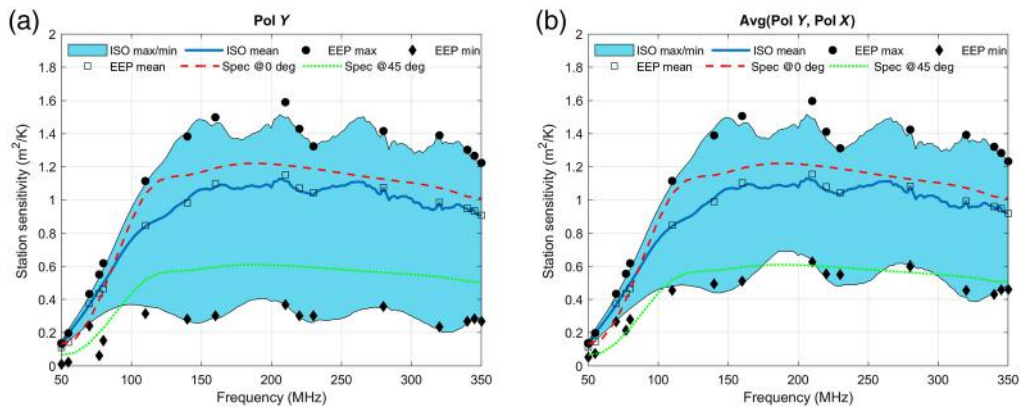 (a)
Pol Y
ISO max/min ISO mean EEP max EEP min
EEP mean Spec @0 deg Spec @45 deg
Station sensitivity (m²/K)
2
1.8
1.6
1.4
1.2
1
0.8
0.6
0.4
0.2
0
50 100 150 200 250 300 350
Frequency (MHz)
(b)
Avg(Pol Y, Pol X)
ISO max/min ISO mean EEP max EEP min
EEP mean Spec @0 deg Spec @45 deg
Station sensitivity (m²/K)
2
1.8
1.6
1.4
1.2
1
0.8
0.6
0.4
0.2
0
50 100 150 200 250 300 350
Frequency (MHz)